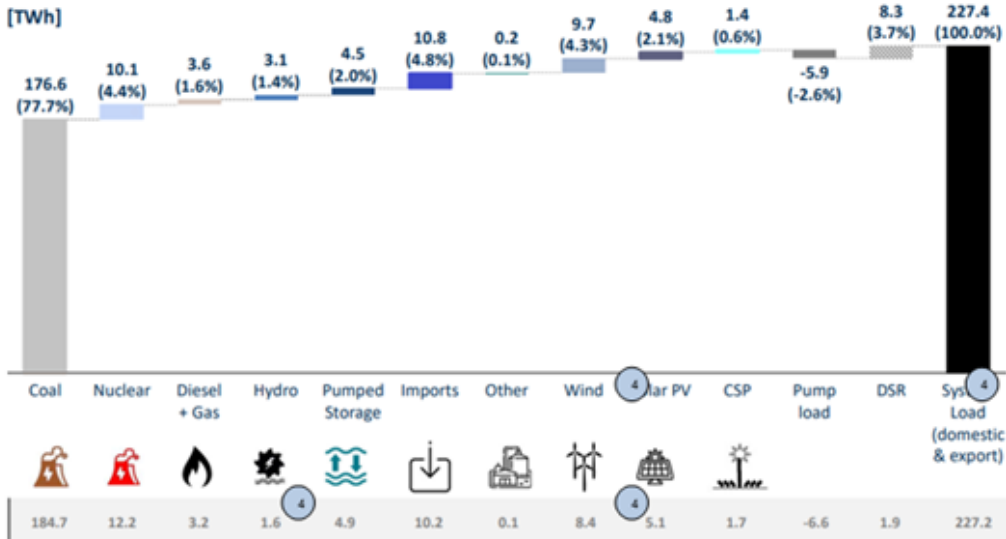 [TWh]
176.6
(77.7%)
10.1
(4.4%)
3.6
(1.6%)
3.1
(1.4%)
4.5
(2.0%)
10.8
(4.8%)
0.2
(0.1%)
9.7
(4.3%)
4.8
(2.1%)
1.4
(0.6%)
-5.9
(-2.6%)
8.3
(3.7%)
227.4
(100.0%)
Coal
Nuclear
Diesel
+ Gas
Hydro
Pumped
Storage
Imports
Other
Wind
4
lar PV
CSP
Pump
load
DSR
Sys
4
Load
(domestic
& export)
4
4
184.7 12.2 3.2 1.6 4.9 10.2 0.1 8.4 5.1 1.7 -6.6 1.9 227.2